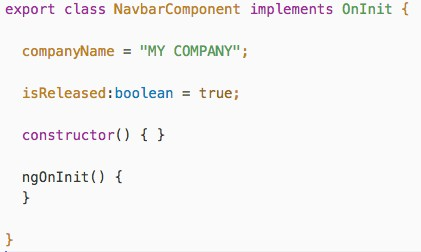 export class NavbarComponent implements OnInit {
companyName = "MY COMPANY";
isReleased:boolean = true;
constructor() { }
ngOnInit() {
}
}